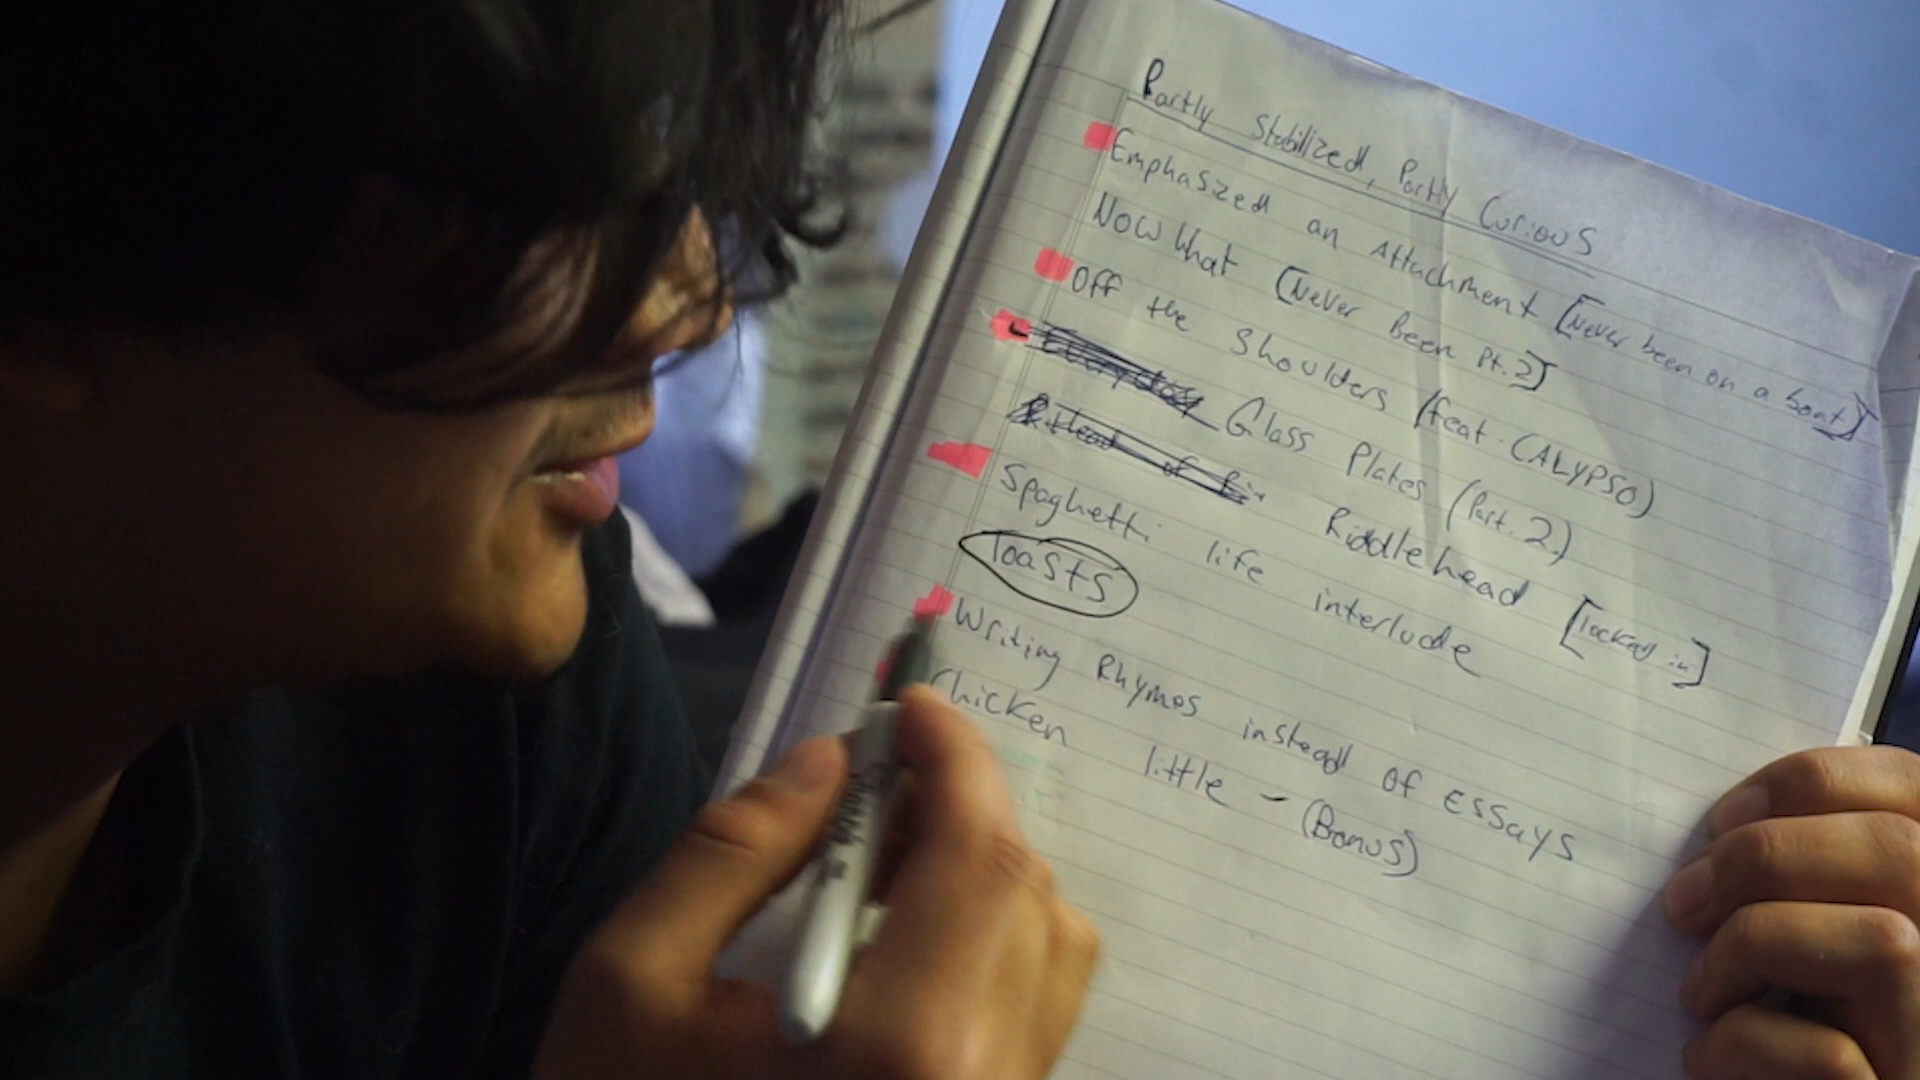 Partly Stabilized, Partly Curious
Emphasized an Attachment [Never been on a boat]
Now What [Never Been Pt.2]
Off the Shoulders (feat. CALYPSO)
Glass Plates (Part. 2)
Riddlehead [locked in]
Spaghetti life interlude
Toasts
Writing Rhymes instead of Essays
Chicken little - (Bonus)